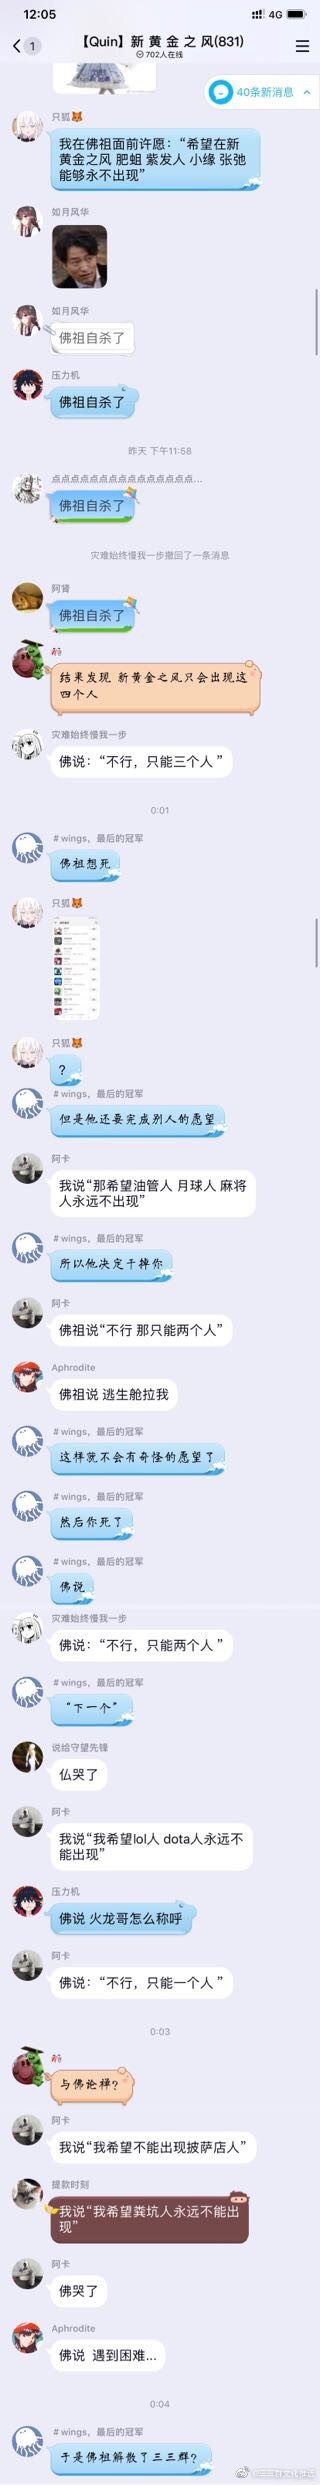 12:05
4G
1
【Quin】新 黄 金 之 风(831)
702人在线
40条新消息
只狐🦊
我在佛祖面前许愿：“希望在新
黄金之风 肥蛆 紫发人 小缘 张弛
能够永不出现”
如月风华
如月风华
佛祖自杀了
压力机
佛祖自杀了
昨天 下午11:58
点点点点点点点点点点点点点点点点...
佛祖自杀了
灾难始终慢我一步撤回了一条消息
阿肾
佛祖自杀了
结果发现 新黄金之风只会出现这
四个人
灾难始终慢我一步
佛说：“不行，只能三个人 ”
0:01
# wings，最后的冠军
佛祖想死
只狐🦊
只狐🦊
?
# wings，最后的冠军
但是他还要完成别人的愿望
阿卡
我说“那希望油管人 月球人 麻将
人永远不出现”
# wings，最后的冠军
所以他决定干掉你
阿卡
佛祖说“不行 那只能两个人”
Aphrodite
佛祖说 逃生舱拉我
# wings，最后的冠军
这样就不会有奇怪的愿望了
# wings，最后的冠军
然后你死了
# wings，最后的冠军
佛说
灾难始终慢我一步
佛说：“不行，只能两个人 ”
# wings，最后的冠军
“下一个”
说给守望先锋
仏哭了
阿卡
我说“我希望lol人 dota人永远不
能出现”
压力机
佛说 火龙哥怎么称呼
阿卡
佛说：“不行，只能一个人 ”
0:03
与佛论禅？
阿卡
我说“我希望不能出现披萨店人”
提款时刻
我说“我希望粪坑人永远不能出
现”
阿卡
佛哭了
Aphrodite
佛说  遇到困难...
0:04
# wings，最后的冠军
于是佛祖解散了三三群？